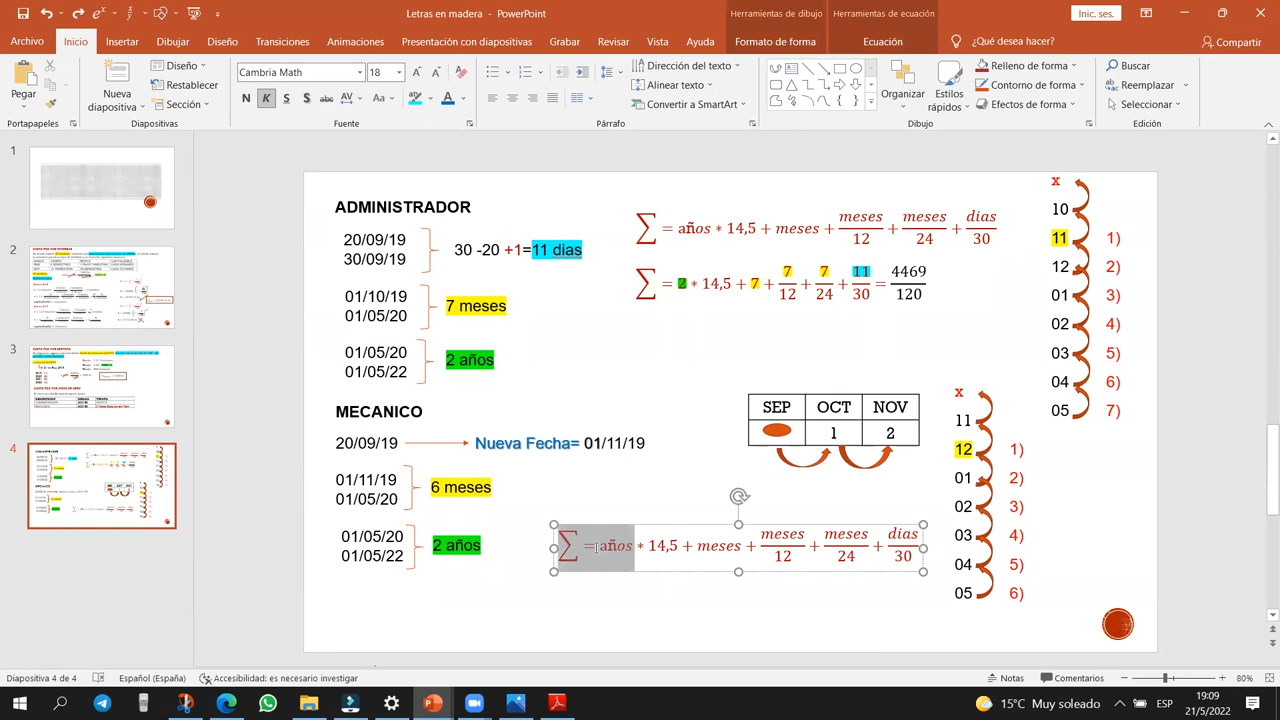 Letras en madera - PowerPoint
Herramientas de dibujo
Herramientas de ecuación
Inic. ses.
Archivo
Inicio
Insertar
Dibujar
Diseño
Transiciones
Animaciones
Presentación con diapositivas
Grabar
Revisar
Vista
Ayuda
Formato de forma
Ecuación
¿Qué desea hacer?
Compartir
Pegar
Nueva diapositiva
Diseño
Restablecer
Sección
Cambria Math
18
N K S S abc AV Aa
Dirección del texto
Alinear texto
Convertir a SmartArt
Organizar
Estilos rápidos
Relleno de forma
Contorno de forma
Efectos de forma
Buscar
Reemplazar
Seleccionar
Portapapeles
Diapositivas
Fuente
Párrafo
Dibujo
Edición
1
2
3
4
ADMINISTRADOR
20/09/19
30/09/19
30 -20 +1=11 dias
01/10/19
01/05/20
7 meses
01/05/20
01/05/22
2 años
∑ = años * 14,5 + meses + meses/12 + meses/24 + dias/30
∑ = 2 * 14,5 + 7 + 7/12 + 7/24 + 11/30 = 4469/120
x
10
11 1)
12 2)
01 3)
02 4)
03 5)
04 6)
05 7)
MECANICO
20/09/19 Nueva Fecha= 01/11/19
01/11/19
01/05/20
6 meses
01/05/20
01/05/22
2 años
SEP OCT NOV
1 2
∑ = años * 14,5 + meses + meses/12 + meses/24 + dias/30
x
11
12 1)
01 2)
02 3)
03 4)
04 5)
05 6)
Diapositiva 4 de 4
Español (España)
Accesibilidad: es necesario investigar
Notas
Comentarios
80%
15°C Muy soleado
ESP
19:09
21/5/2022